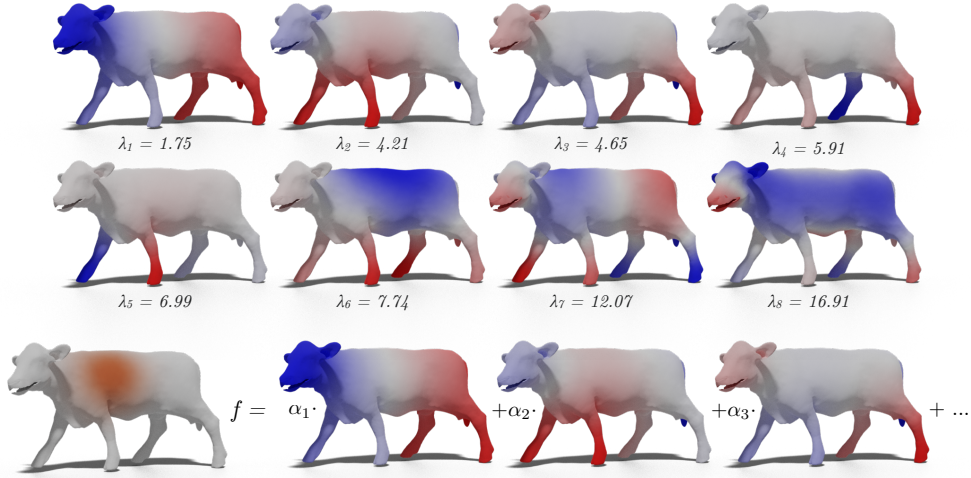 λ₁ = 1.75 λ₂ = 4.21 λ₃ = 4.65 λ₄ = 5.91
λ₅ = 6.99 λ₆ = 7.74 λ₇ = 12.07 λ₈ = 16.91
f = α₁· +α₂· +α₃· + ...